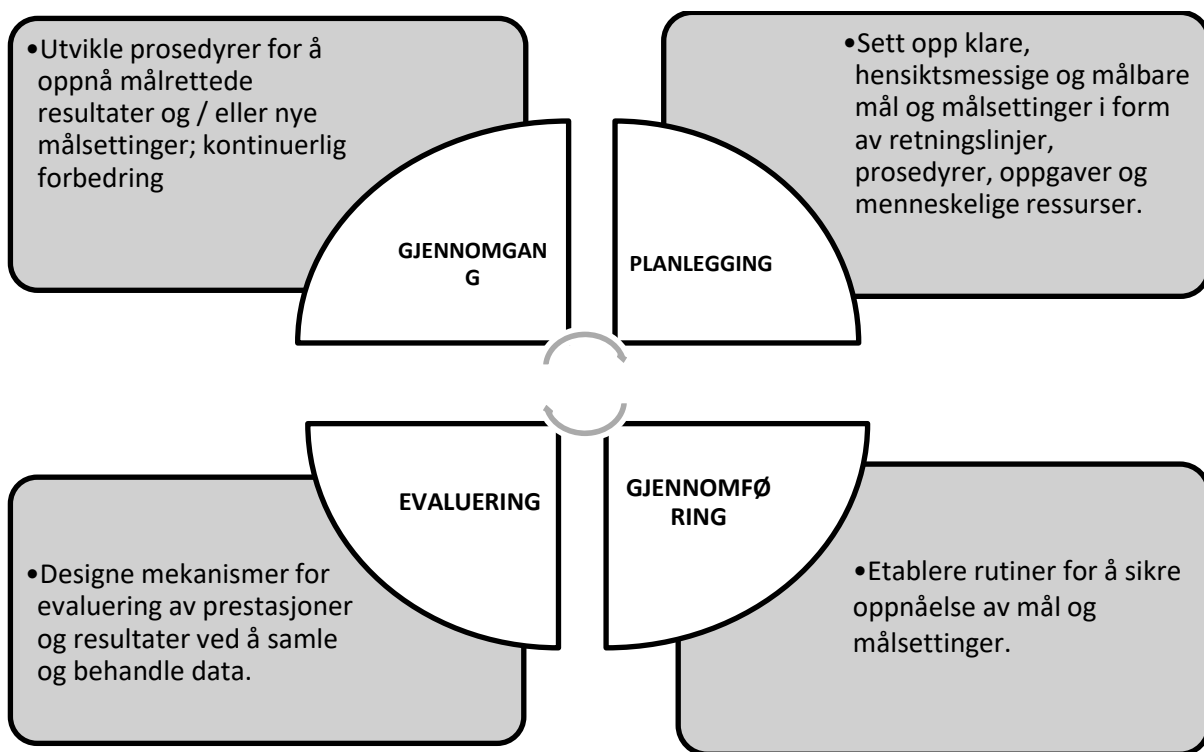 •Utvikle prosedyrer for å
oppnå målrettede
resultater og / eller nye
målsettinger; kontinuerlig
forbedring
•Sett opp klare,
hensiktsmessige og målbare
mål og målsettinger i form
av retningslinjer,
prosedyrer, oppgaver og
menneskelige ressurser.
GJENNOMGAN
G
PLANLEGGING
EVALUERING
GJENNOMFØ
RING
•Designe mekanismer for
evaluering av prestasjoner
og resultater ved å samle
og behandle data.
•Etablere rutiner for å sikre
oppnåelse av mål og
målsettinger.